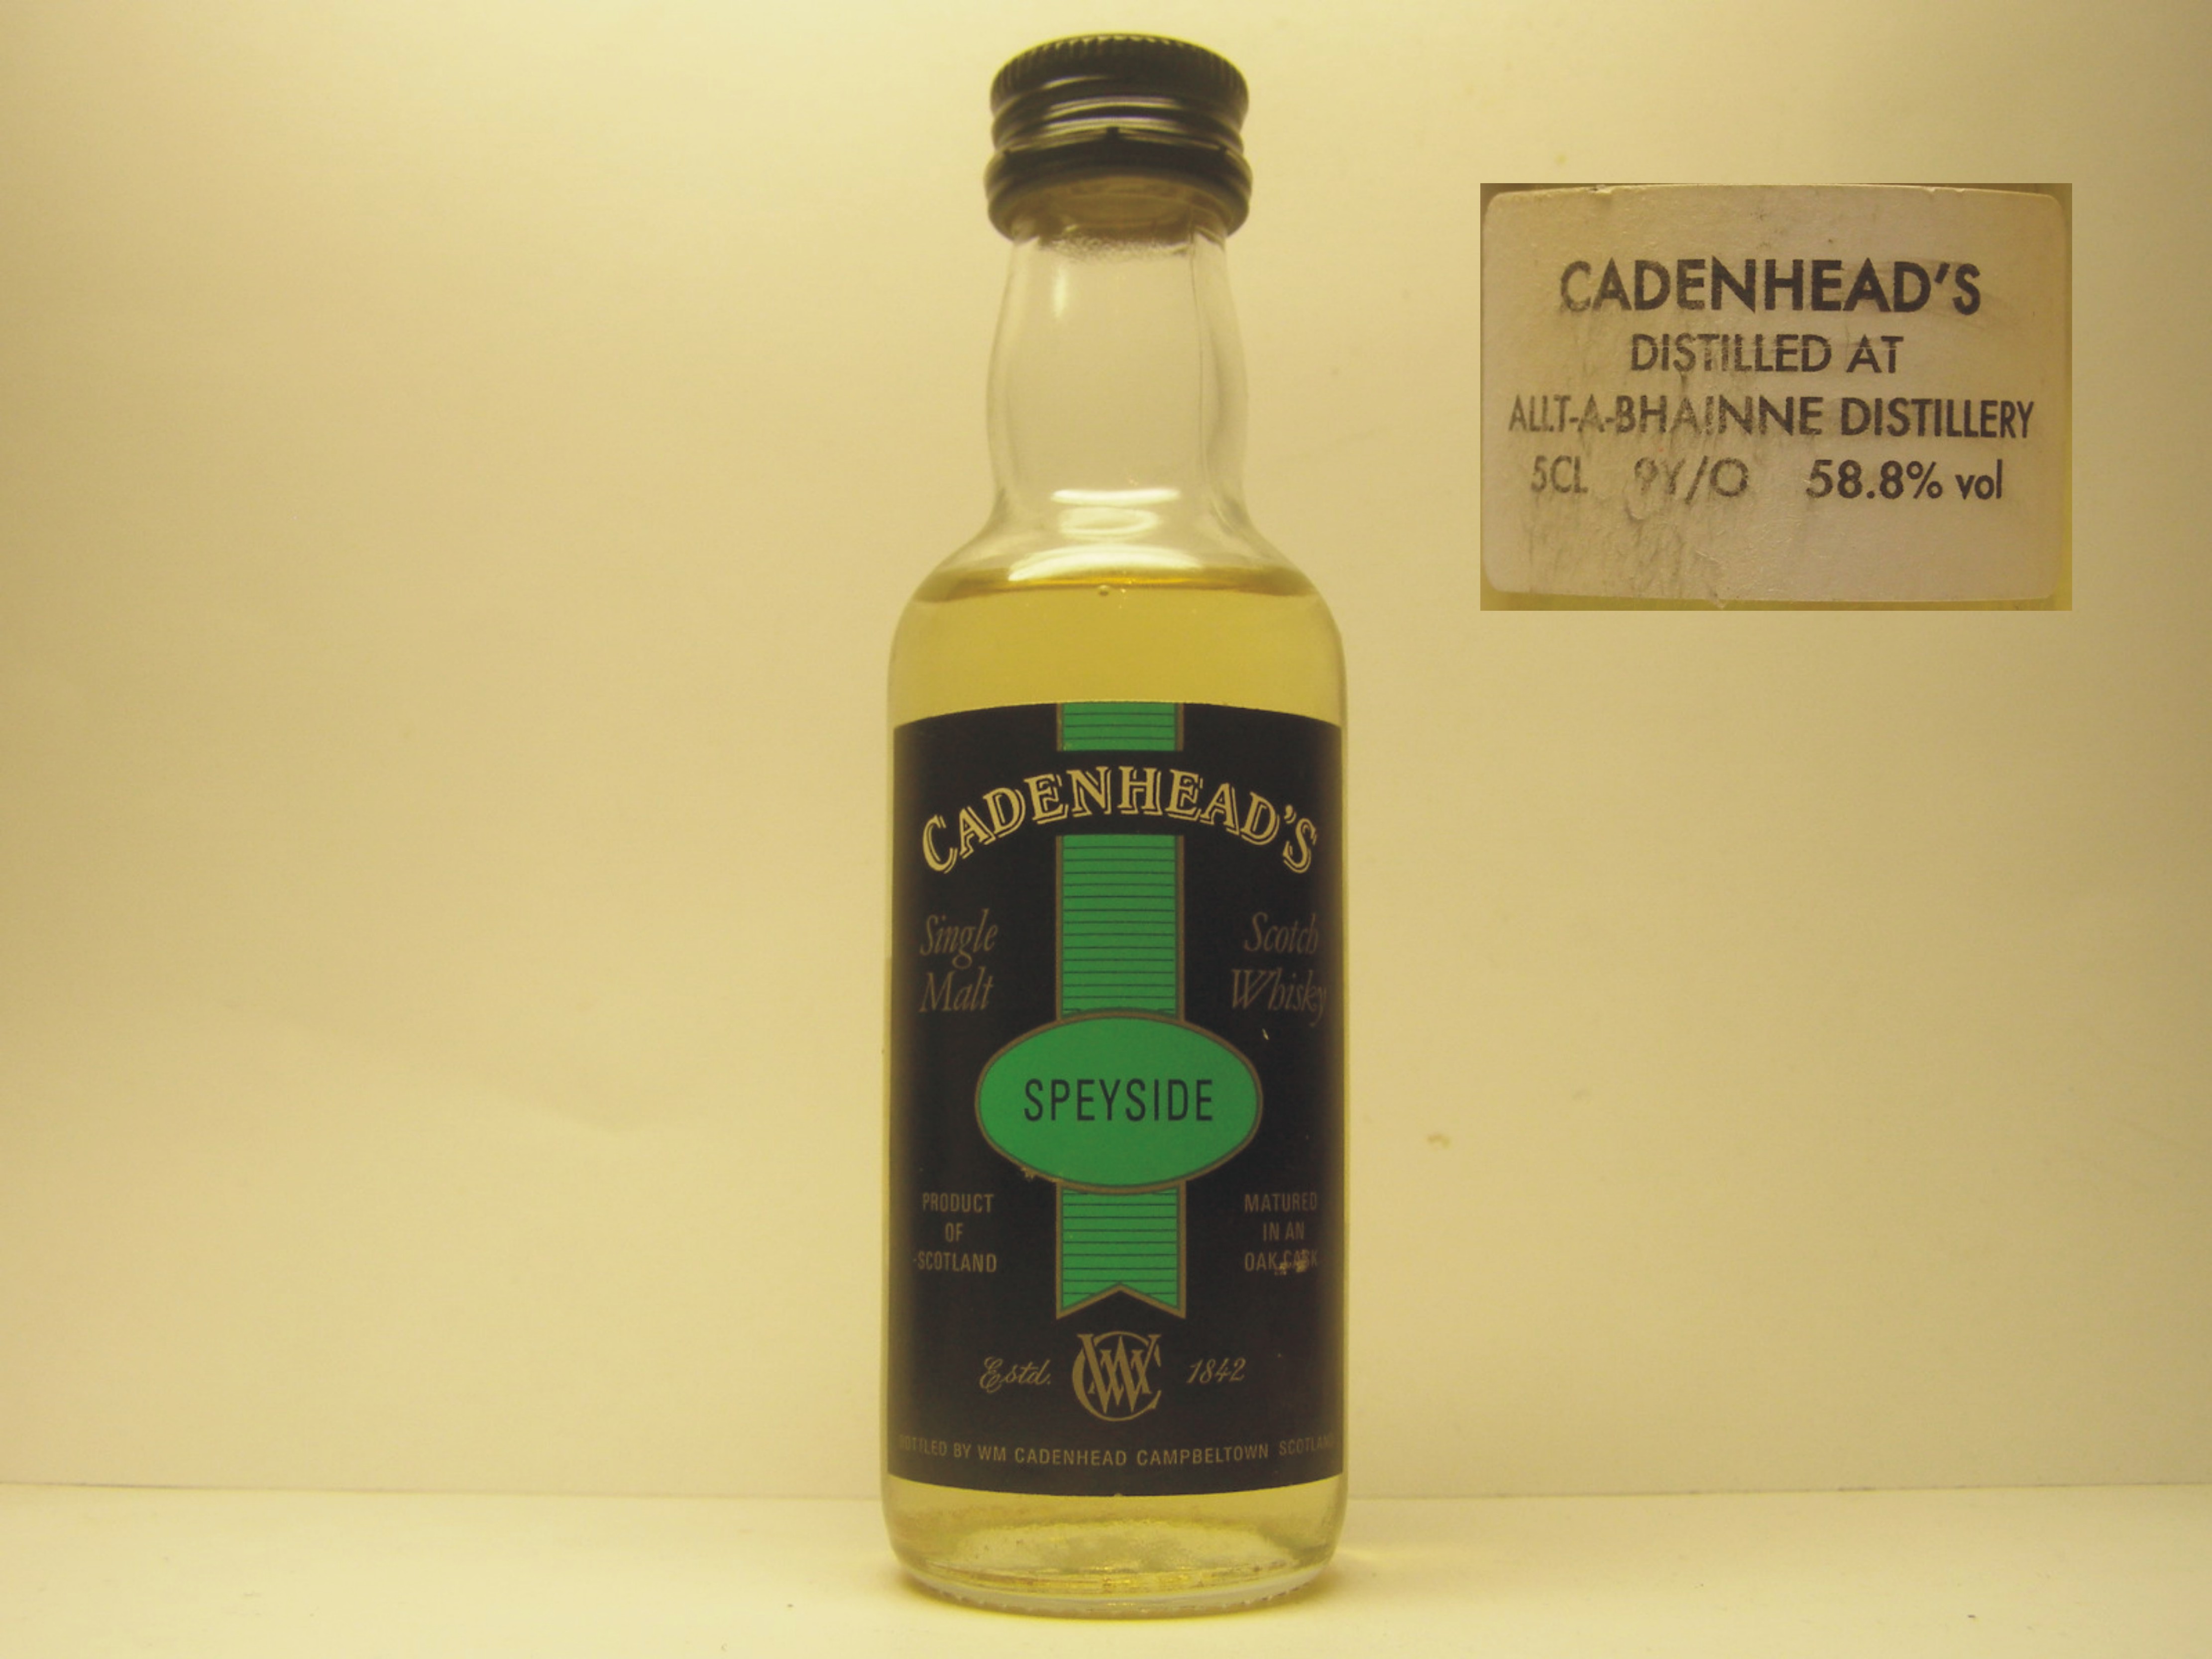 CADENHEAD'S
Single Malt
Scotch Whisky
SPEYSIDE
PRODUCT
OF
SCOTLAND
MATURED
IN AN
OAK CASK
Estd. WC 1842
BOTTLED BY WM CADENHEAD CAMPBELTOWN SCOTLAND
CADENHEAD'S
DISTILLED AT
ALLT-A-BHAINNE DISTILLERY
5CL 9Y/O 58.8% vol